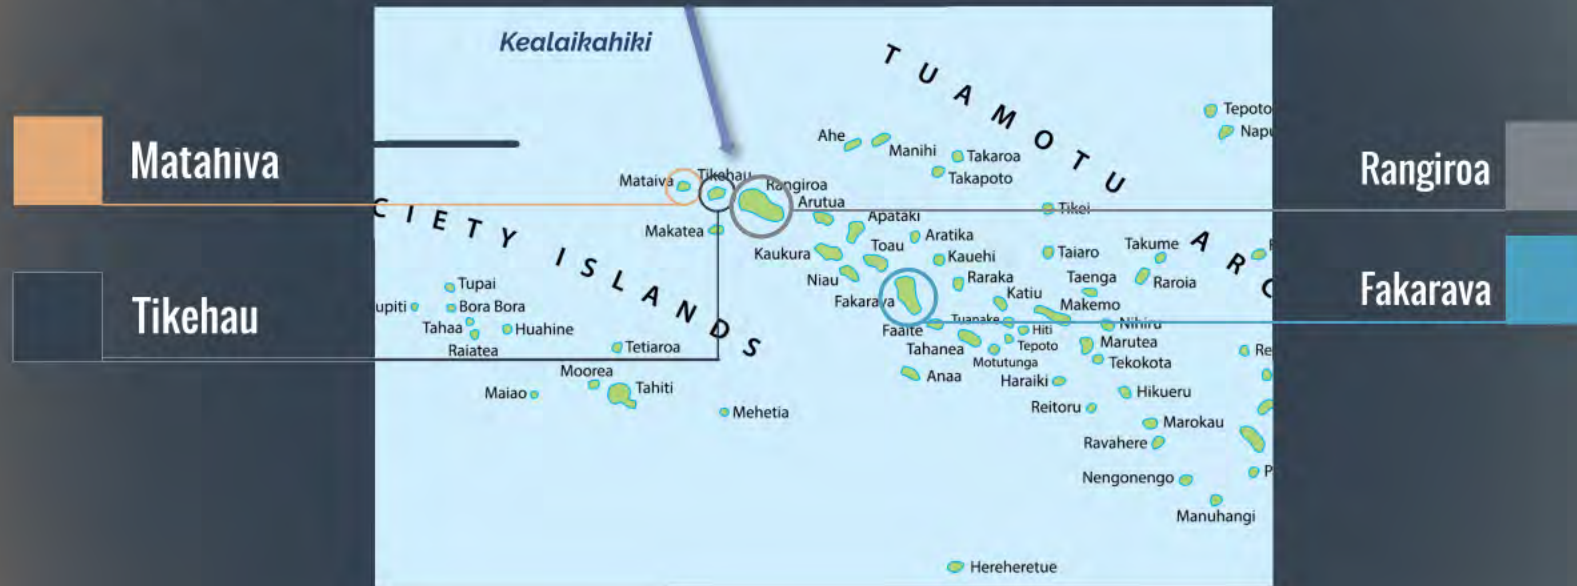 Kealaikahiki
TUAMOTU ARC
Tepoto
Napu
Ahe
Manihi
Takaroa
Takapoto
Matahiva
Rangiroa
Mataiva
Tikehau
Rangiroa
Arutua
Tikei
CIETY ISLANDS
Apataki
Makatea
Aratika
Toau
Kaukura
Kauehi
Taiaro
Takume
Niau
Raraka
Taenga
Raroia
Tupai
Katiu
Fakarava
Fakarava
Makemo
upiti
Bora Bora
Tikehau
Tahaa
Huahine
Faaite
Tuanake
Hiti
Nihiru
Raiatea
Tetiaroa
Tahanea
Tepoto
Marutea
Re
Motutunga
Tekokota
Moorea
Anaa
Haraiki
Maiao
Tahiti
Hikueru
Mehetia
Reitoru
Marokau
Ravahere
Nengonengo
P
Manuhangi
Hereheretue